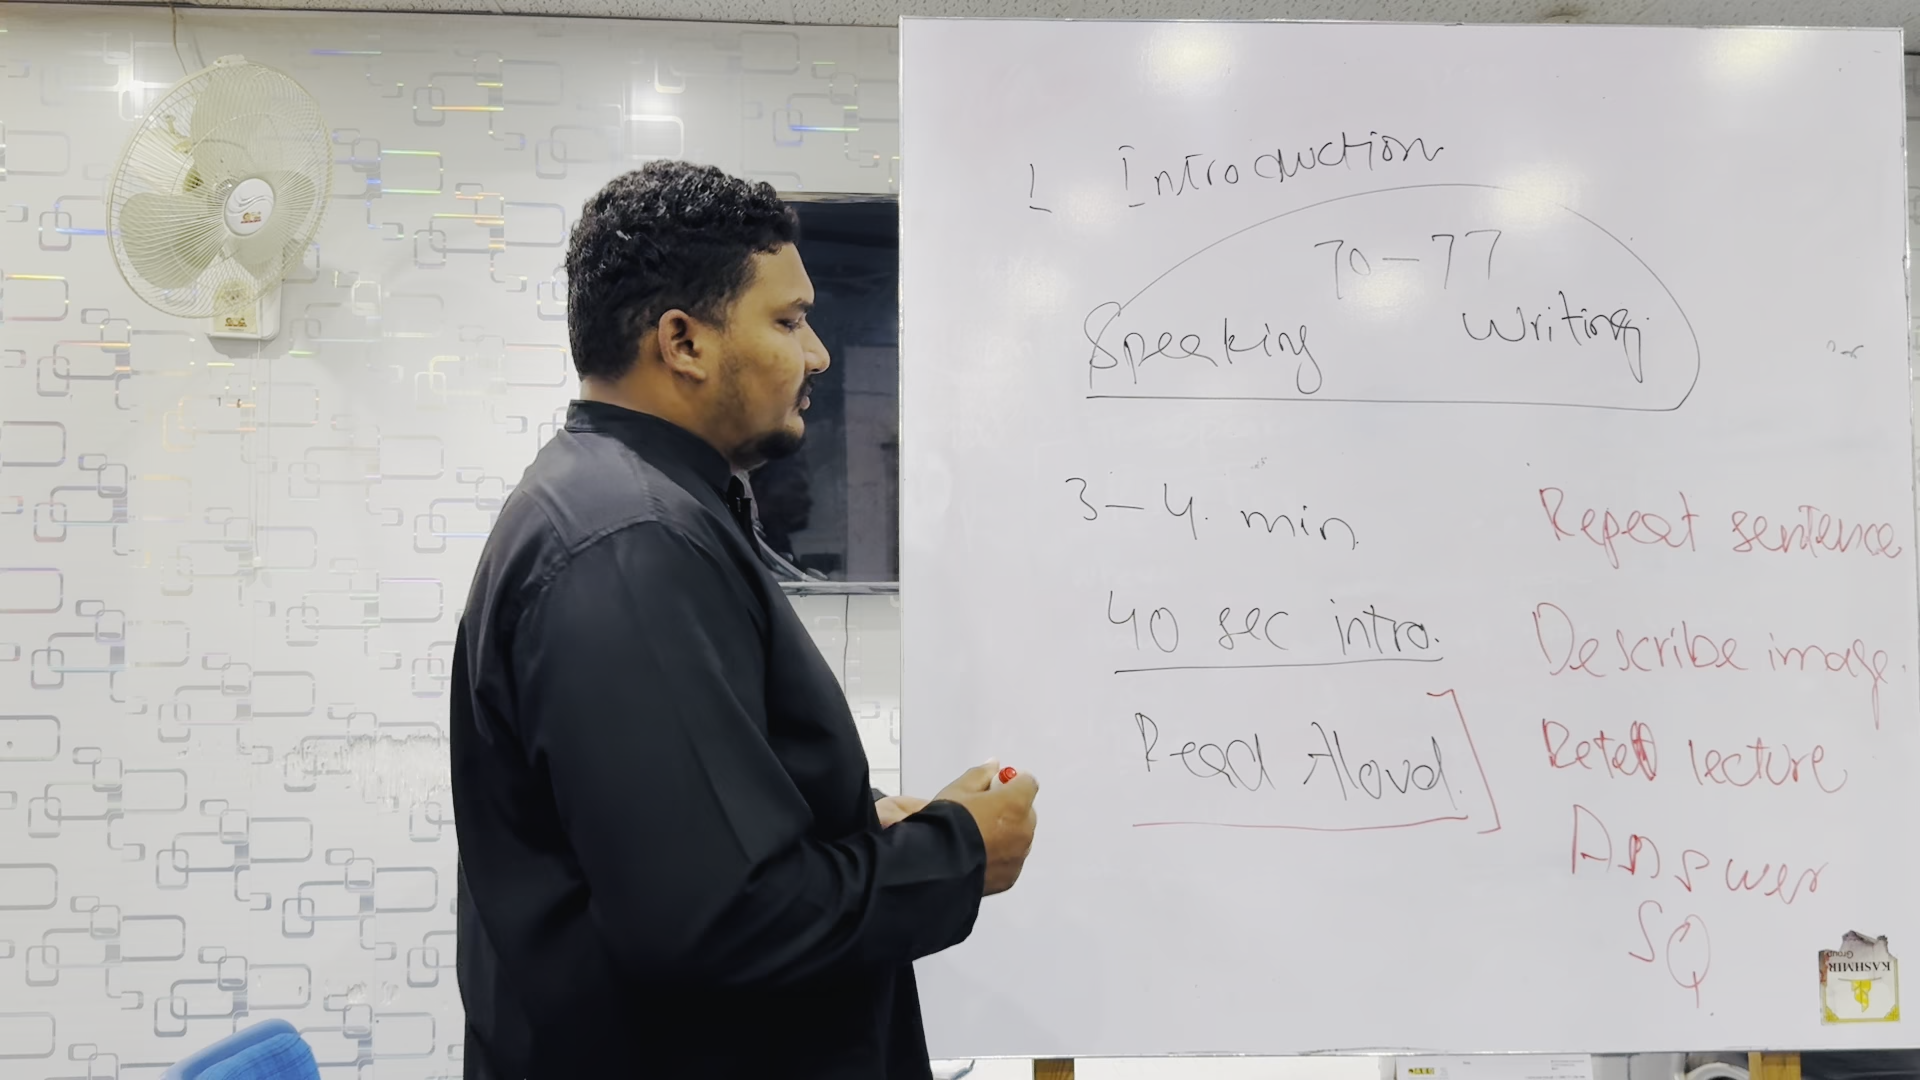 1 Introduction
70-77
Speaking Writing.
3-4. min.
40 sec intro.
Read Aloud.
Repeat sentence
Describe image.
Retell lecture
Answer
SQ.
KASHMIR
Group